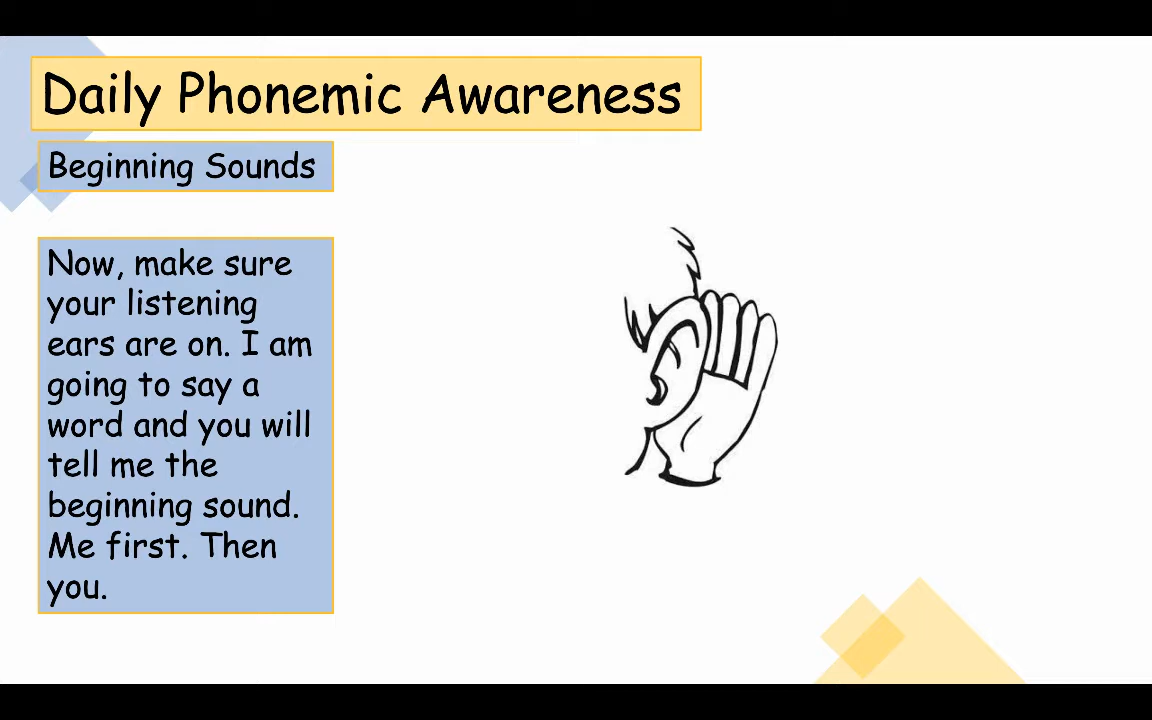 Daily Phonemic Awareness
Beginning Sounds
Now, make sure
your listening
ears are on. I am
going to say a
word and you will
tell me the
beginning sound.
Me first. Then
you.